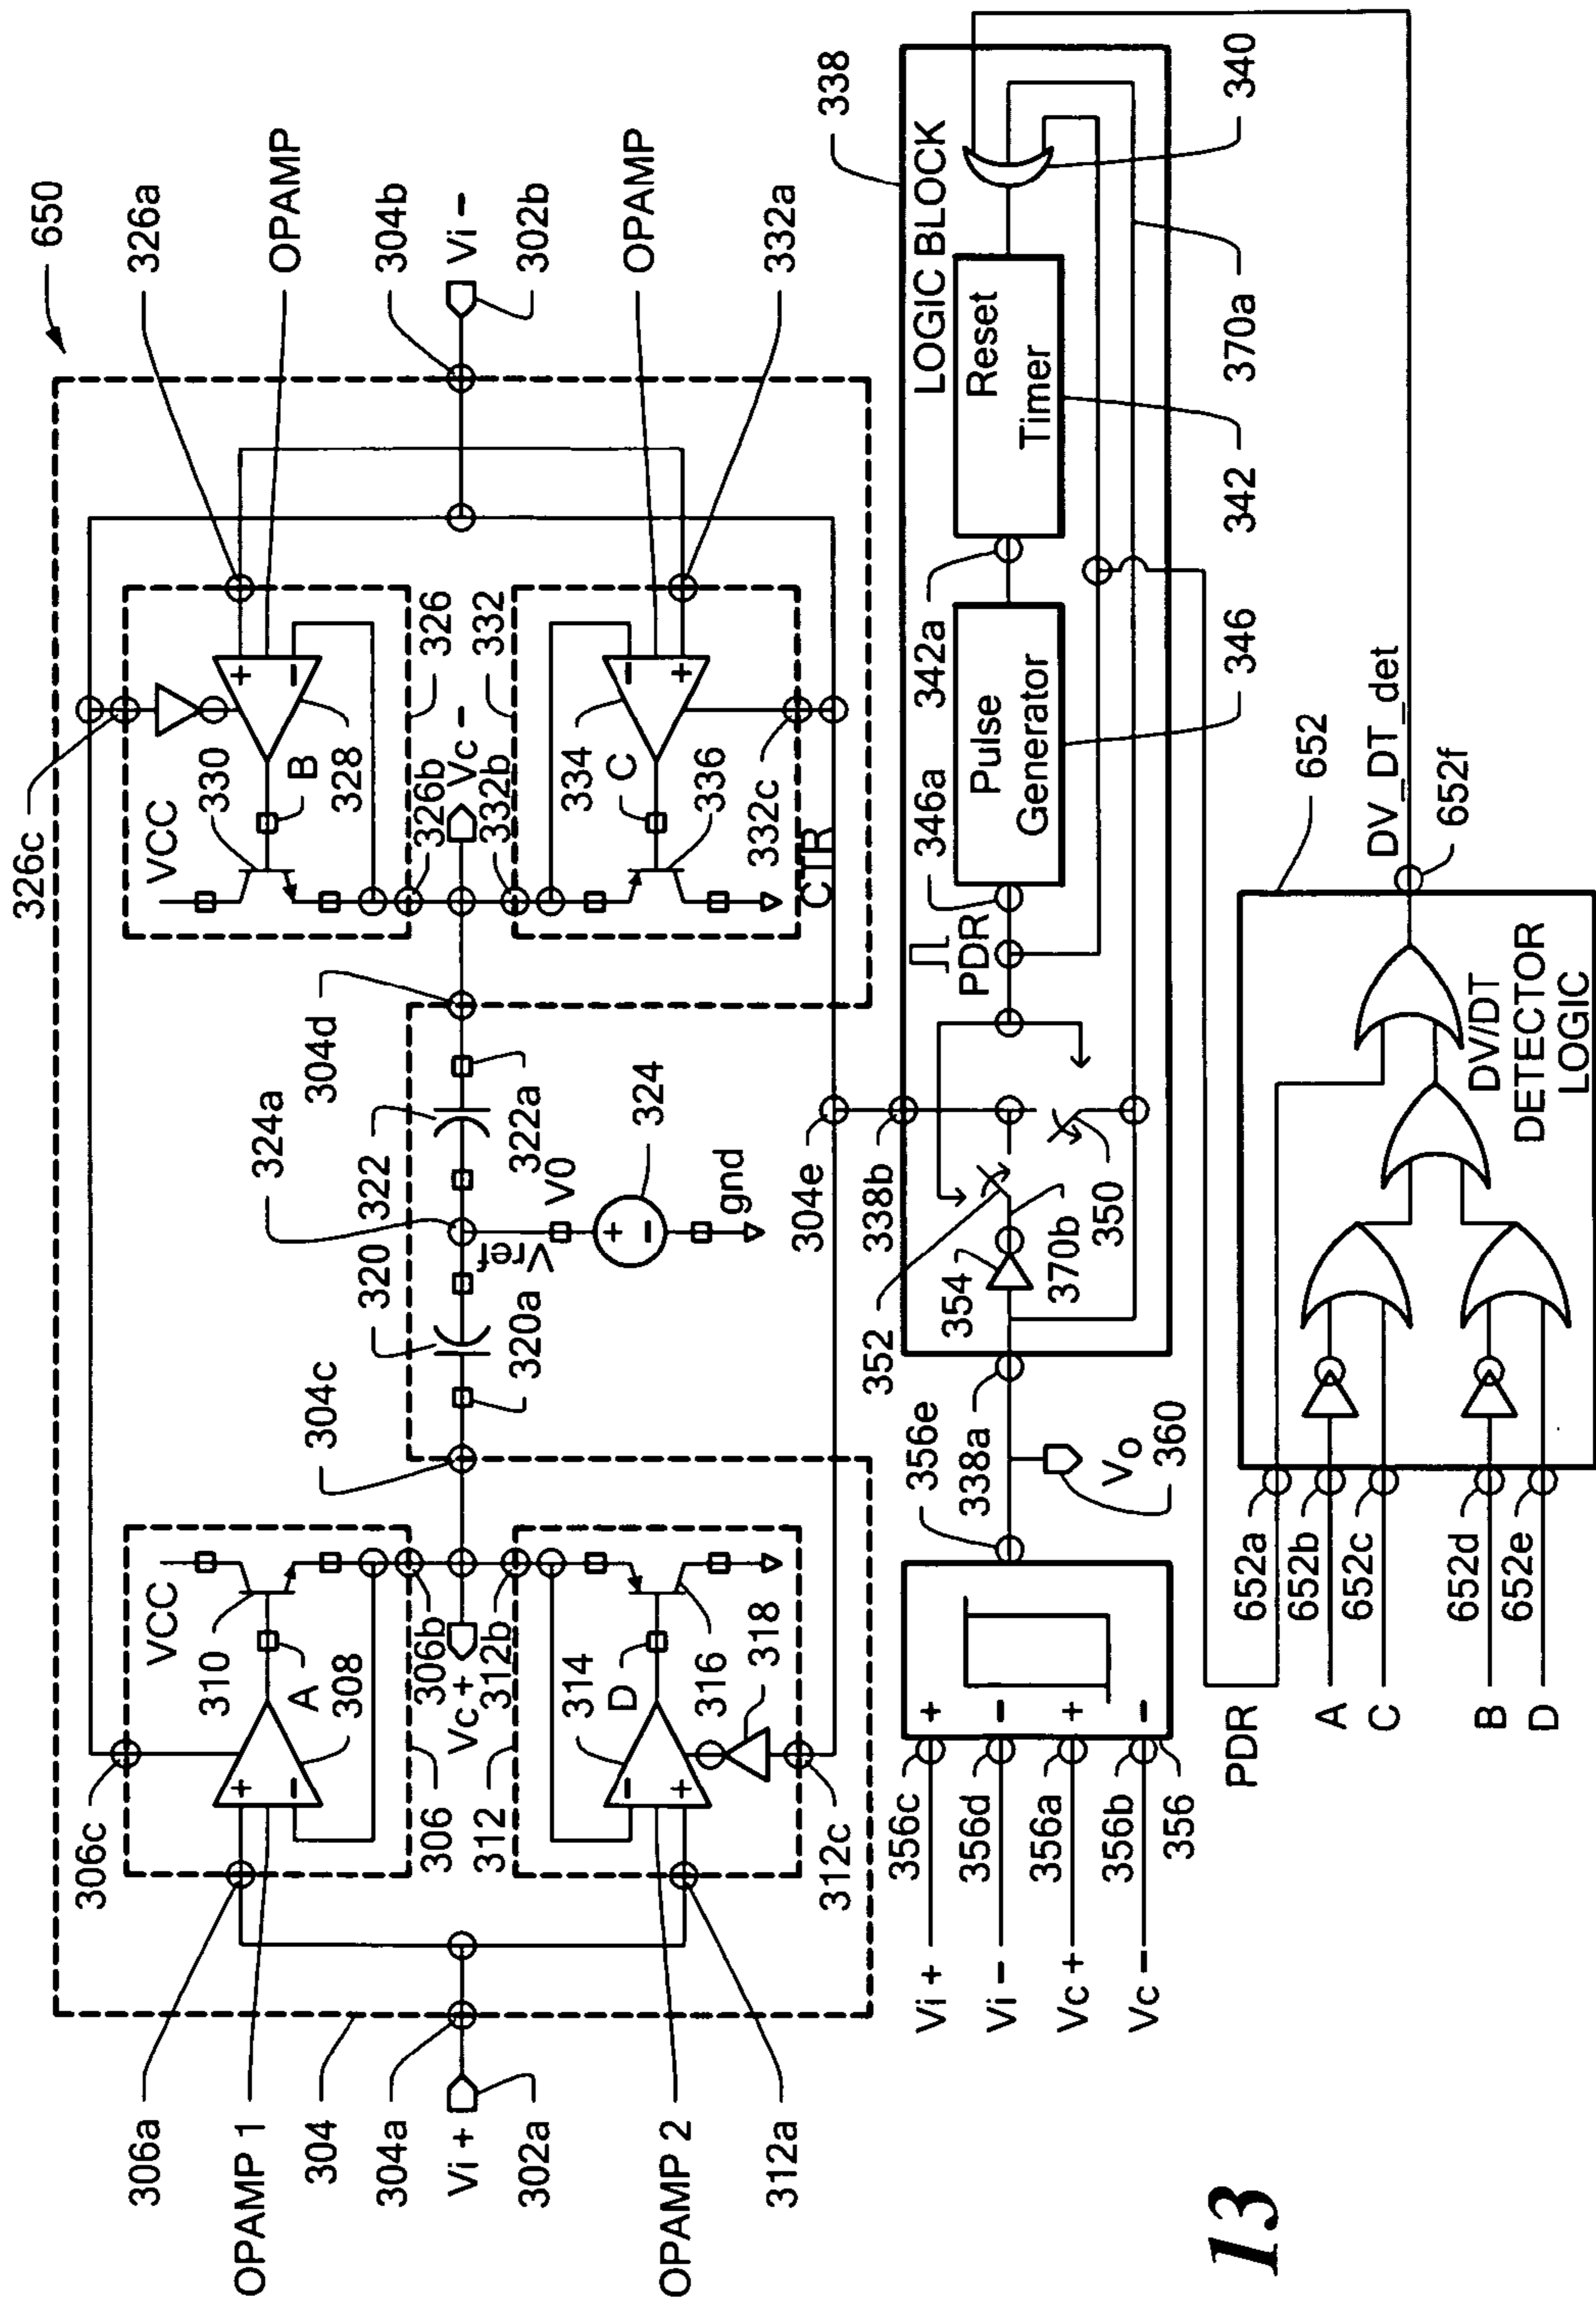 650
326c
326a
OPAMP
304b
Vi -
302b
OPAMP
332a
VCC
330
B
328
326
326b
Vc -
332b
332
334
C
336
332c
CTR
304d
322a
322
324a
320
Vref
V0
324
gnd
320a
304c
304e
338b
VCC
310
A
308
306
306b
Vc +
312b
312
314
D
316
318
312c
306c
306a
OPAMP 1
304
304a
Vi +
302a
OPAMP 2
312a
338
LOGIC BLOCK
340
Reset
Timer
342
342a
370a
Pulse
Generator
346
346a
PDR
350
352
354
370b
338a
356e
Vo
360
356c
356d
356a
356b
356
Vi +
Vi -
Vc +
Vc -
DV_DT_det
652
652f
DV/DT
DETECTOR
LOGIC
652a
652b
652c
652d
652e
PDR
A
C
B
D
13